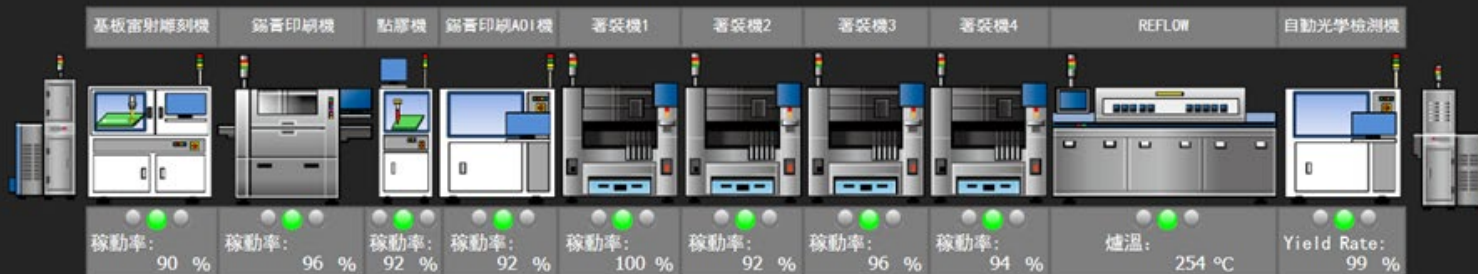 基板雷射雕刻機 錫膏印刷機 點膠機 錫膏印刷AOI機 著裝機1 著裝機2 著裝機3 著裝機4 REFLOW 自動光學檢測機
稼動率: 稼動率: 稼動率: 稼動率: 稼動率: 稼動率: 稼動率: 稼動率: 爐溫: Yield Rate:
90 % 96 % 92 % 92 % 100 % 92 % 96 % 94 % 254 ℃ 99 %